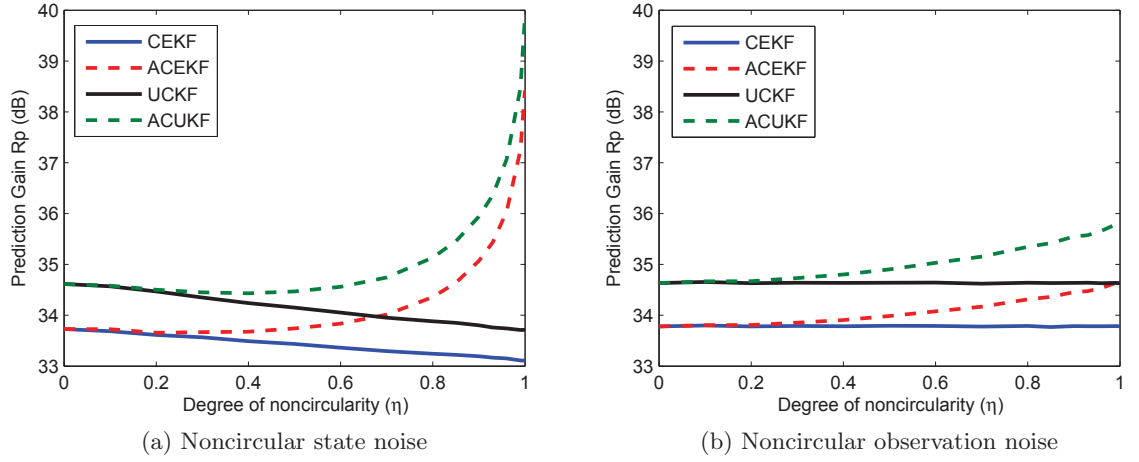 Prediction Gain Rp (dB)
40
39
38
37
36
35
34
33
CEKF
ACEKF
UCKF
ACUKF
0
0.2
0.4
0.6
0.8
1
Degree of noncircularity (η)
(a) Noncircular state noise
Prediction Gain Rp (dB)
40
39
38
37
36
35
34
33
CEKF
ACEKF
UCKF
ACUKF
0
0.2
0.4
0.6
0.8
1
Degree of noncircularity (η)
(b) Noncircular observation noise